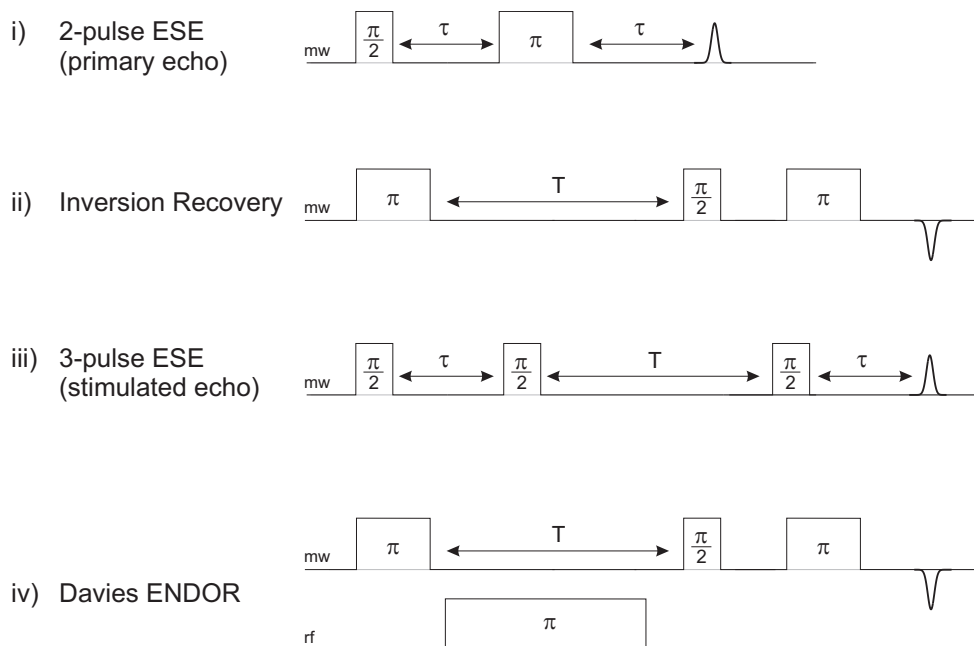 i) 2-pulse ESE
(primary echo)
mw π/2 τ π τ
ii) Inversion Recovery
mw π T π/2 π
iii) 3-pulse ESE
(stimulated echo)
mw π/2 τ π/2 T π/2 τ
iv) Davies ENDOR
mw π T π/2 π
rf π